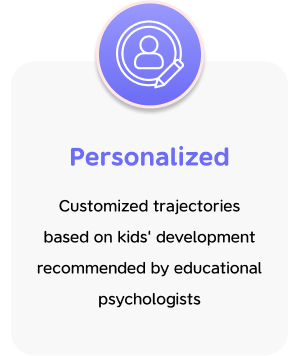 Personalized
Customized trajectories
based on kids' development
recommended by educational
psychologists